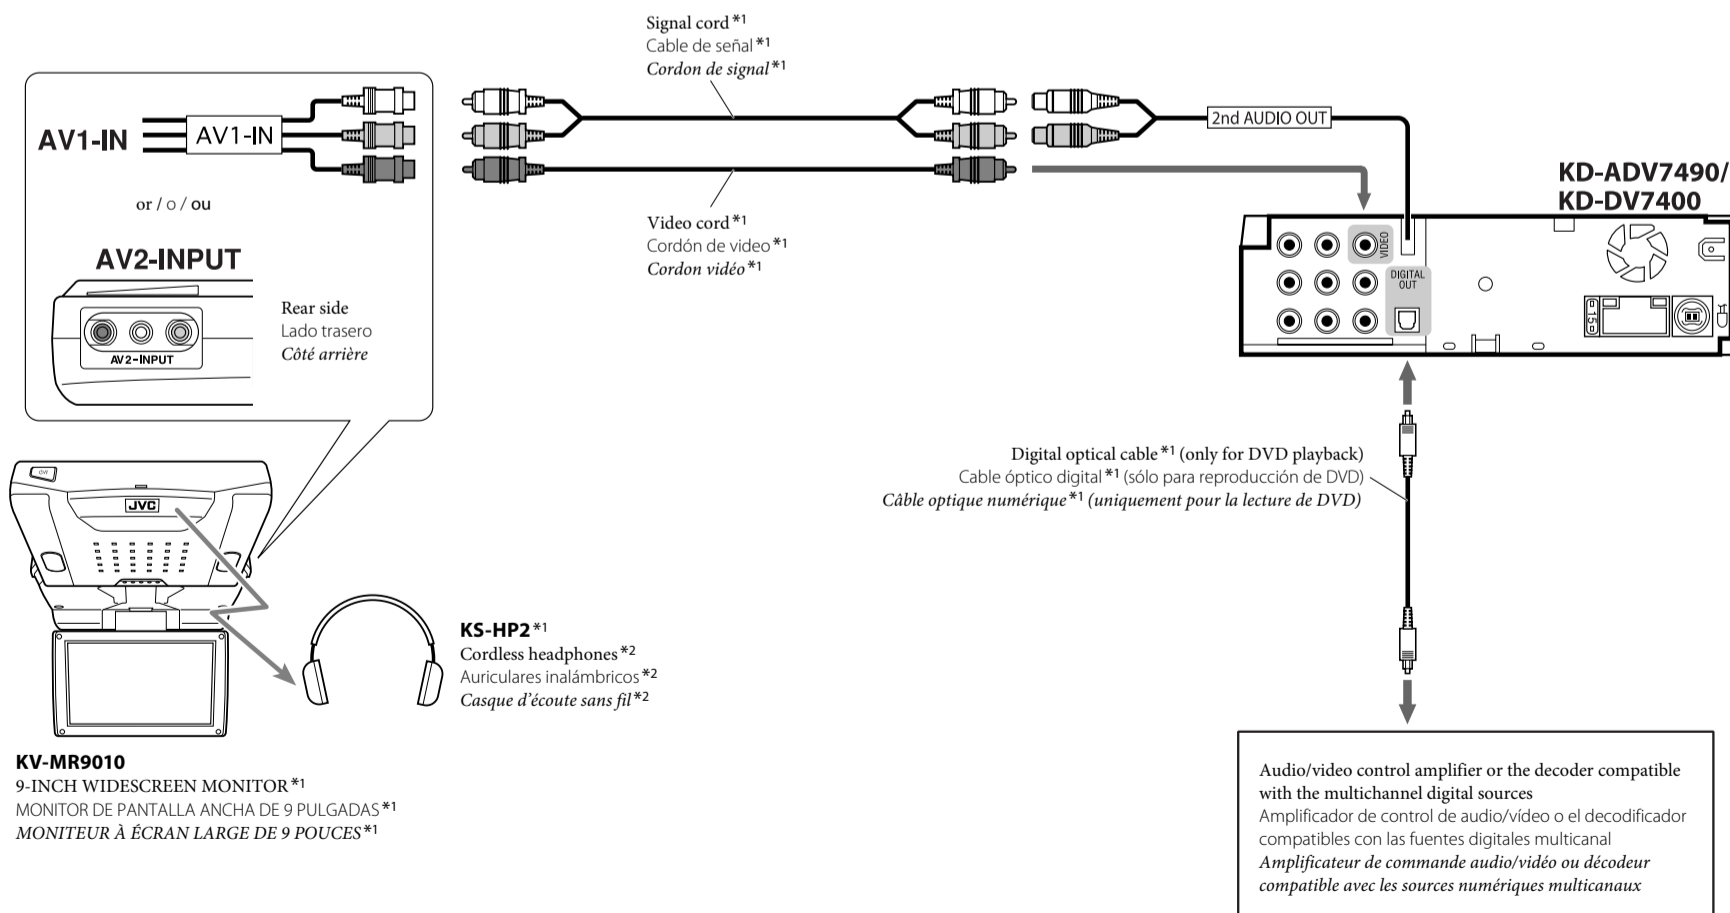 Signal cord *1
Cable de señal *1
Cordon de signal *1
AV1-IN
AV1-IN
2nd AUDIO OUT
KD-ADV7490/
KD-DV7400
or / o / ou
Video cord *1
Cordón de video *1
Cordon vidéo *1
VIDEO
DIGITAL
OUT
15
AV2-INPUT
Rear side
Lado trasero
Côté arrière
AV2-INPUT
Digital optical cable *1 (only for DVD playback)
Cable óptico digital *1 (sólo para reproducción de DVD)
Câble optique numérique *1 (uniquement pour la lecture de DVD)
JVC
KS-HP2 *1
Cordless headphones *2
Auriculares inalámbricos *2
Casque d'écoute sans fil *2
KV-MR9010
9-INCH WIDESCREEN MONITOR *1
MONITOR DE PANTALLA ANCHA DE 9 PULGADAS *1
MONITEUR À ÉCRAN LARGE DE 9 POUCES *1
Audio/video control amplifier or the decoder compatible
with the multichannel digital sources
Amplificador de control de audio/vídeo o el decodificador
compatibles con las fuentes digitales multicanal
Amplificateur de commande audio/vidéo ou décodeur
compatible avec les sources numériques multicanaux